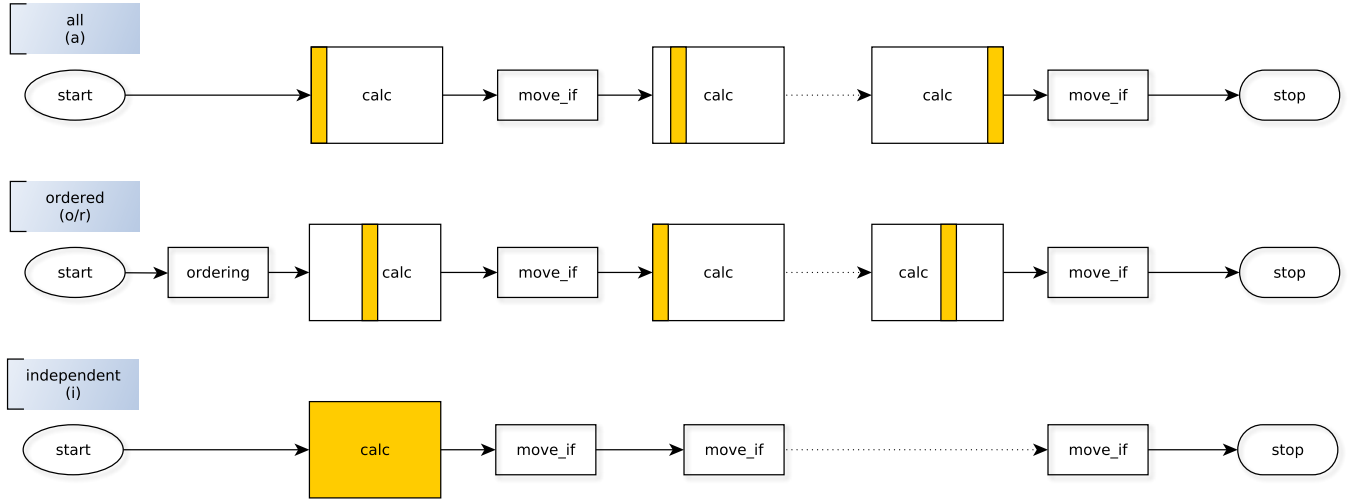 all
(a)
start
calc
move_if
calc
calc
move_if
stop
ordered
(o/r)
start
ordering
calc
move_if
calc
calc
move_if
stop
independent
(i)
start
calc
move_if
move_if
move_if
stop